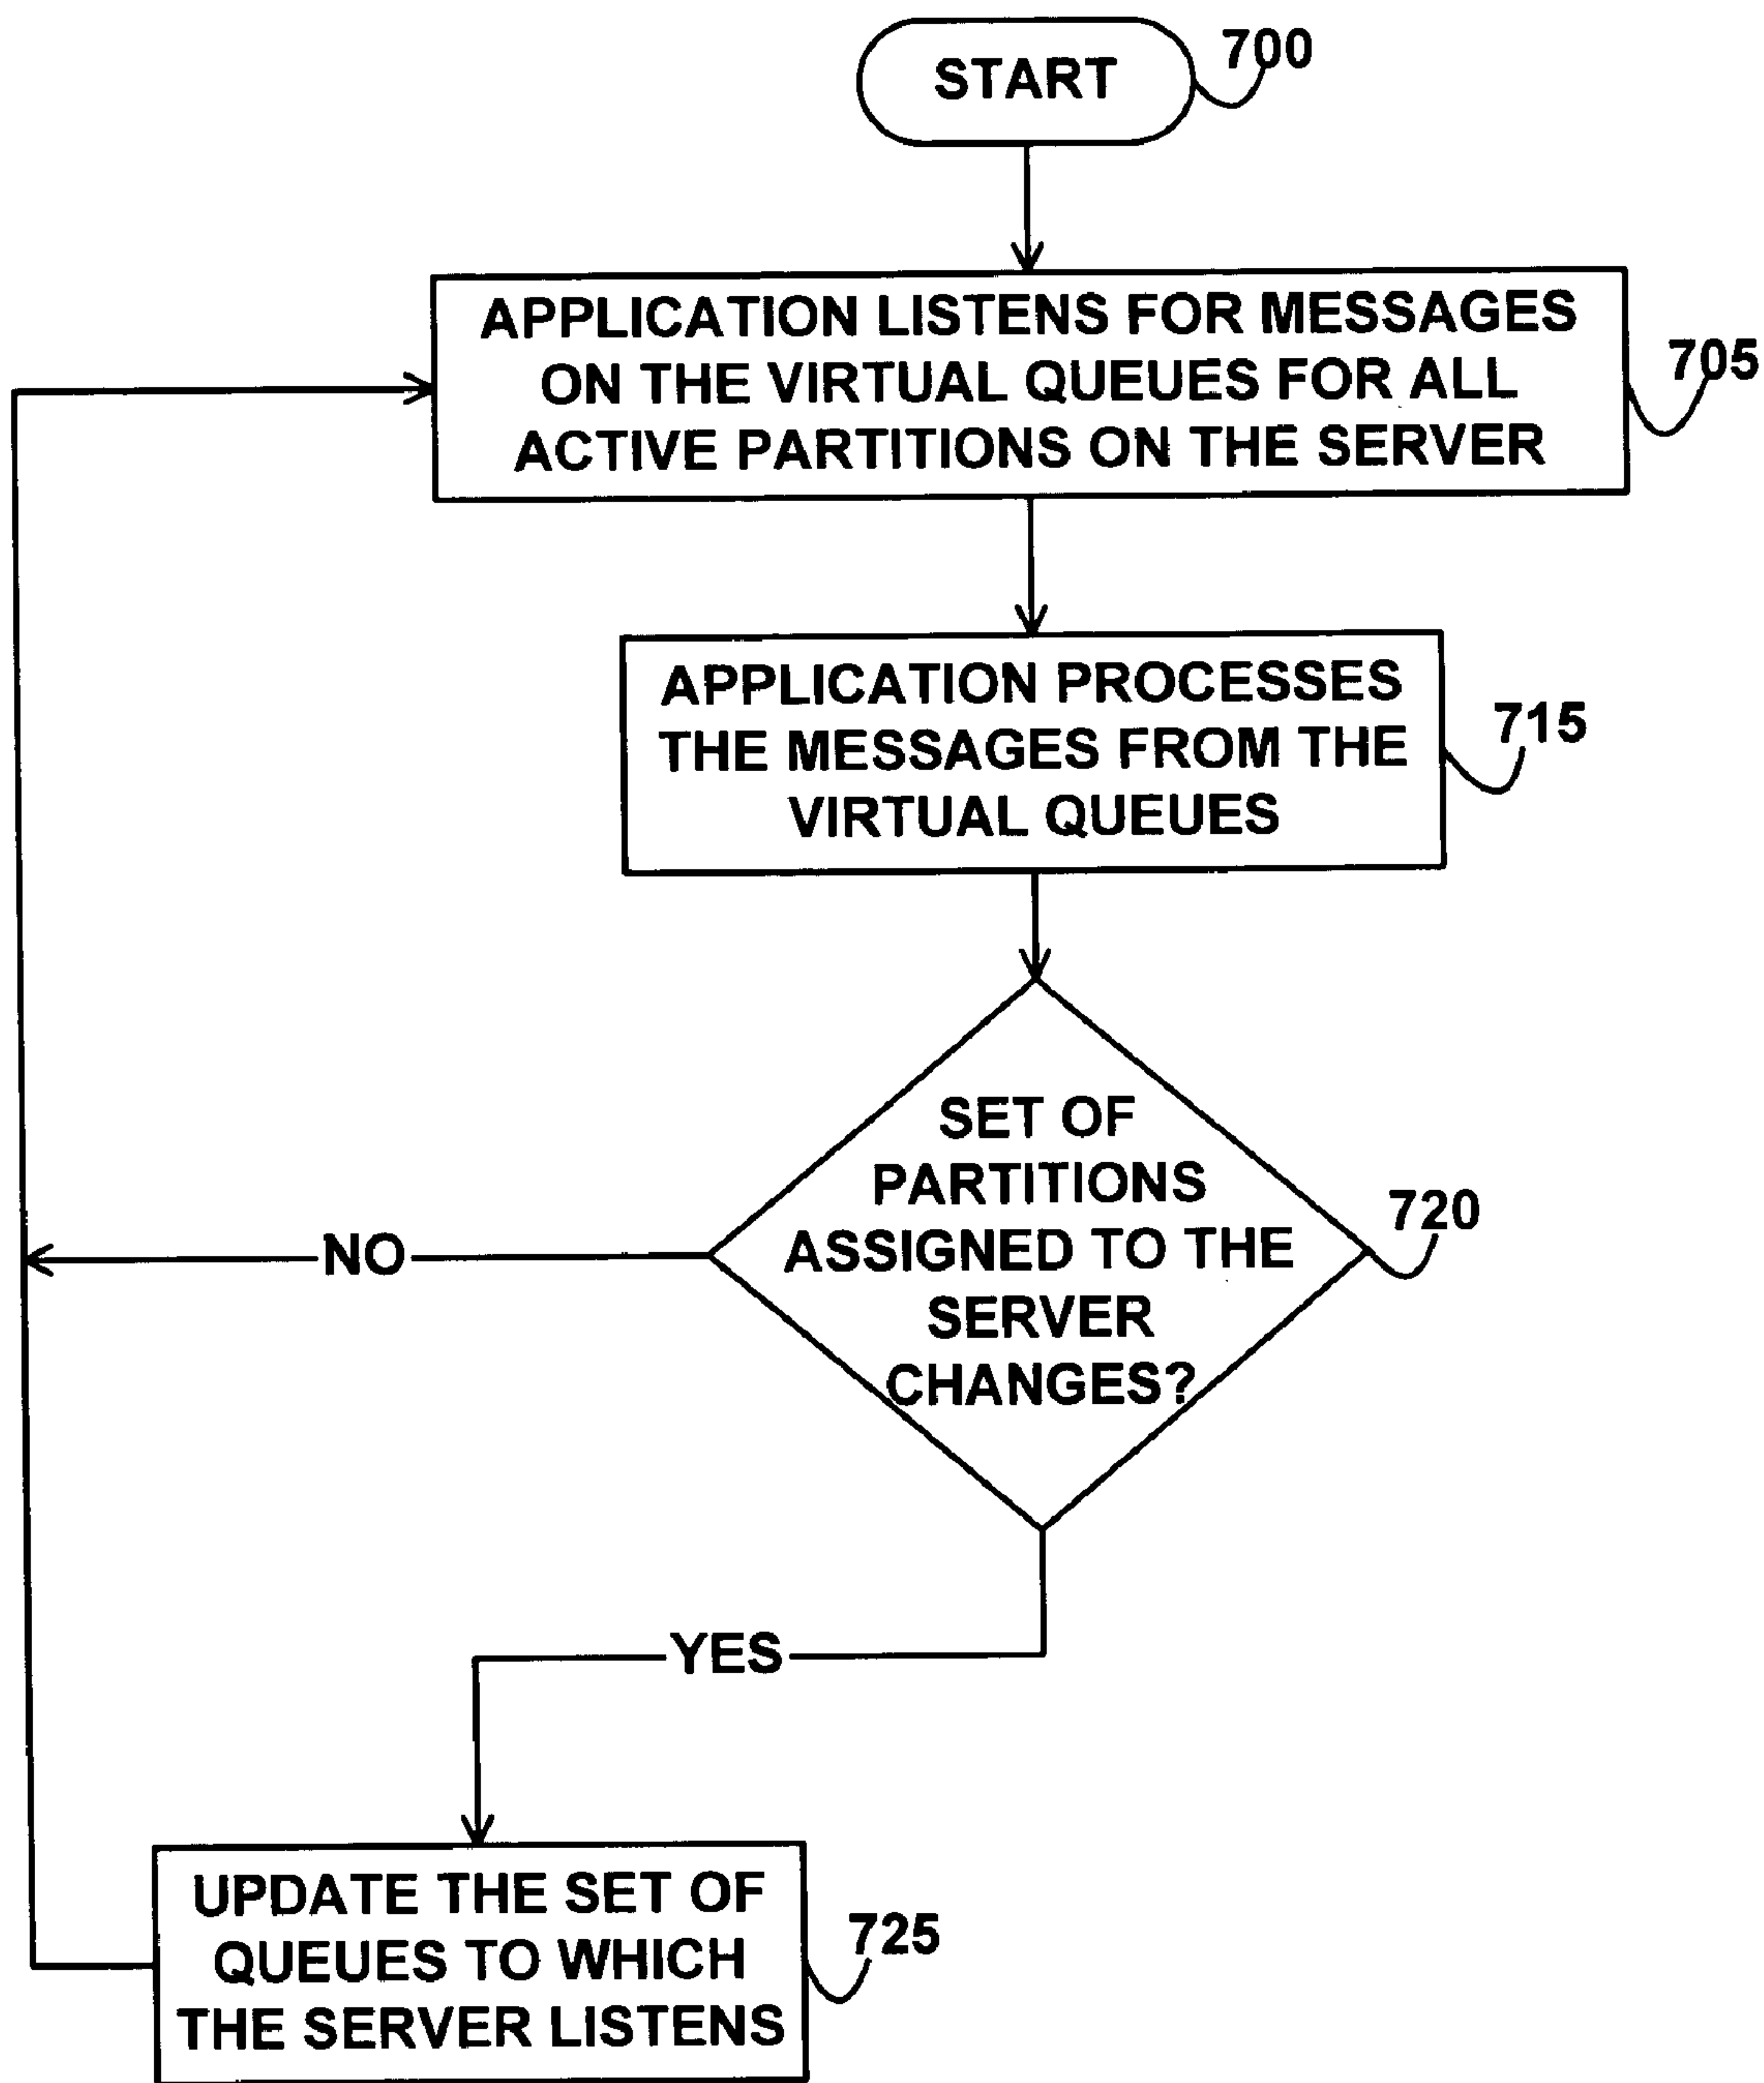 START
700
APPLICATION LISTENS FOR MESSAGES
ON THE VIRTUAL QUEUES FOR ALL
ACTIVE PARTITIONS ON THE SERVER
705
APPLICATION PROCESSES
THE MESSAGES FROM THE
VIRTUAL QUEUES
715
SET OF
PARTITIONS
ASSIGNED TO THE
SERVER
CHANGES?
720
NO
YES
UPDATE THE SET OF
QUEUES TO WHICH
THE SERVER LISTENS
725